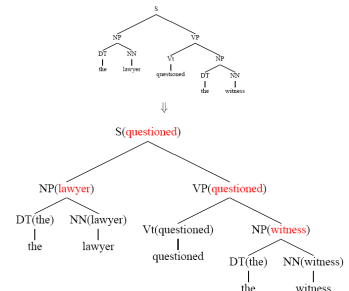 S
NP VP
DT NN Vt NP
the lawyer questioned DT NN
the witness
⇓
S(questioned)
NP(lawyer) VP(questioned)
DT(the) NN(lawyer) Vt(questioned) NP(witness)
the lawyer questioned DT(the) NN(witness)
the witness